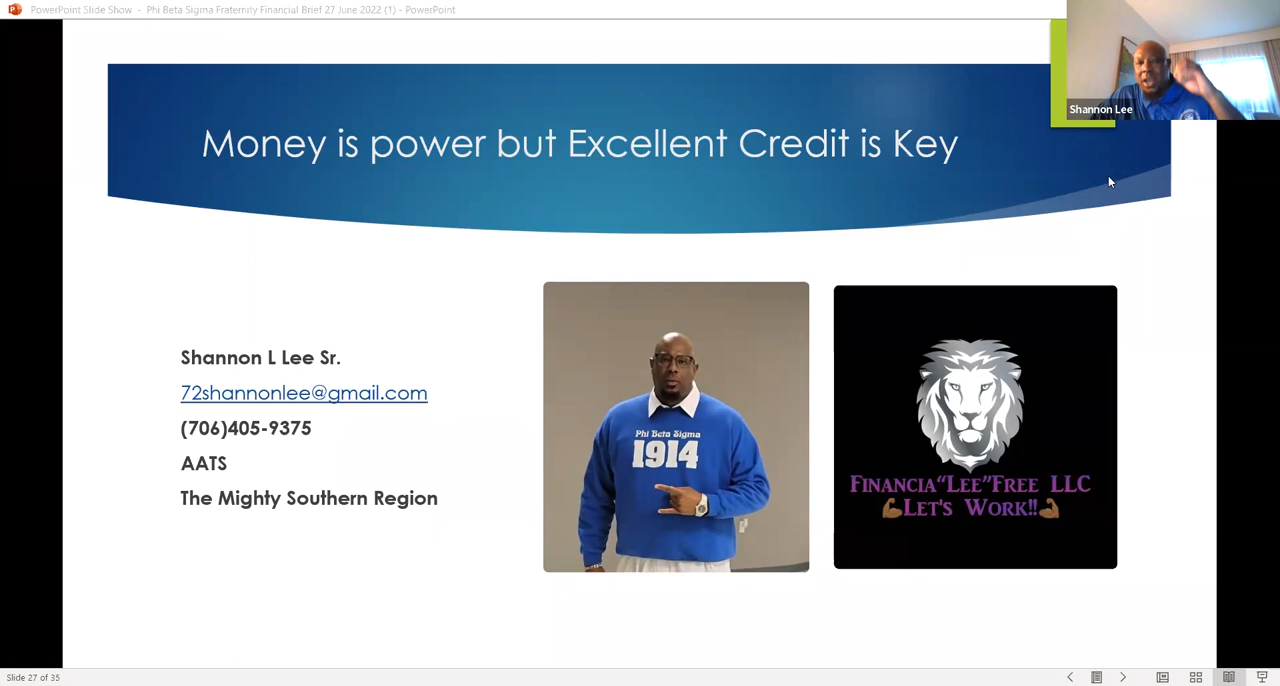 PowerPoint Slide Show - Phi Beta Sigma Fraternity Financial Brief 27 June 2022 (1) - PowerPoint
Shannon Lee
Money is power but Excellent Credit is Key
Shannon L Lee Sr.
72shannonlee@gmail.com
(706)405-9375
AATS
The Mighty Southern Region
Phi Beta Sigma
1914
FINANCIA“LEE”FREE LLC
💪🏾LET'S WORK!!💪🏾
Slide 27 of 35